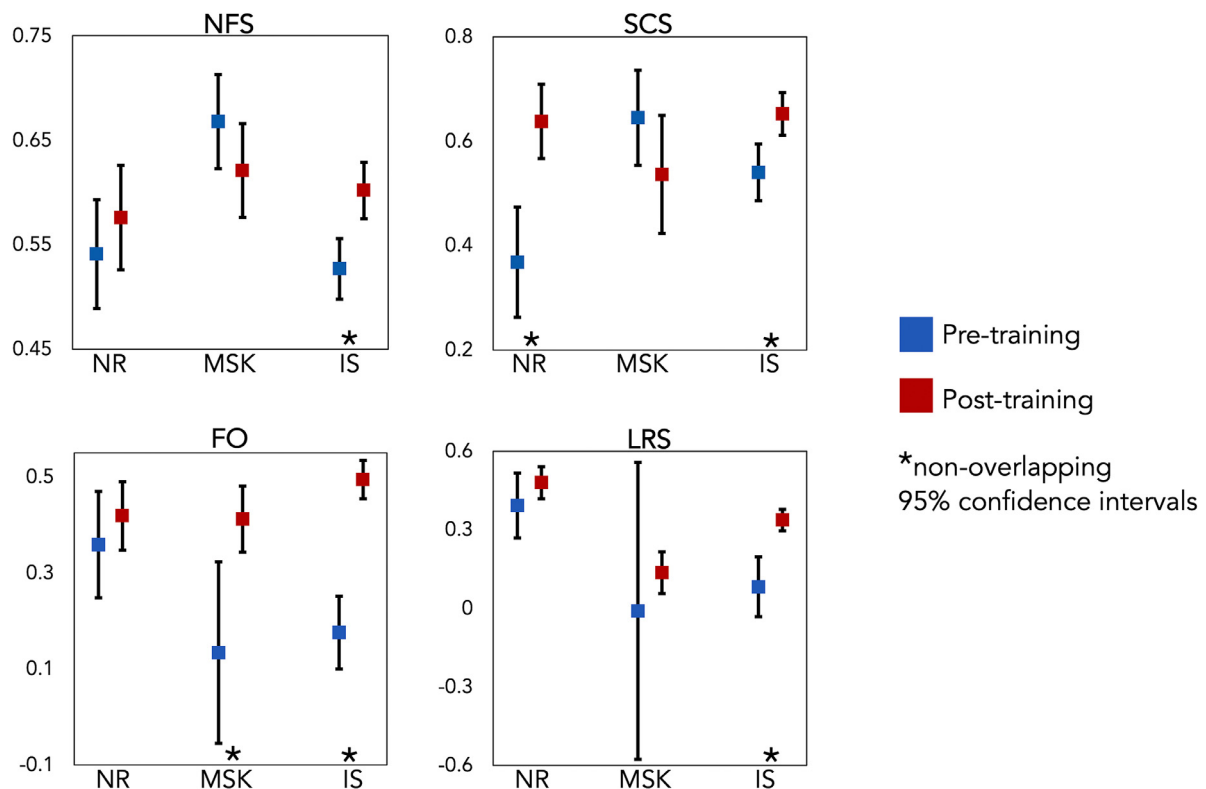 NFS
0.75
0.65
0.55
0.45
NR MSK IS
*
SCS
0.8
0.6
0.4
0.2
* *
NR MSK IS
FO
0.5
0.3
0.1
-0.1
* *
NR MSK IS
LRS
0.6
0.3
0
-0.3
-0.6
*
NR MSK IS
Pre-training
Post-training
*non-overlapping
95% confidence intervals